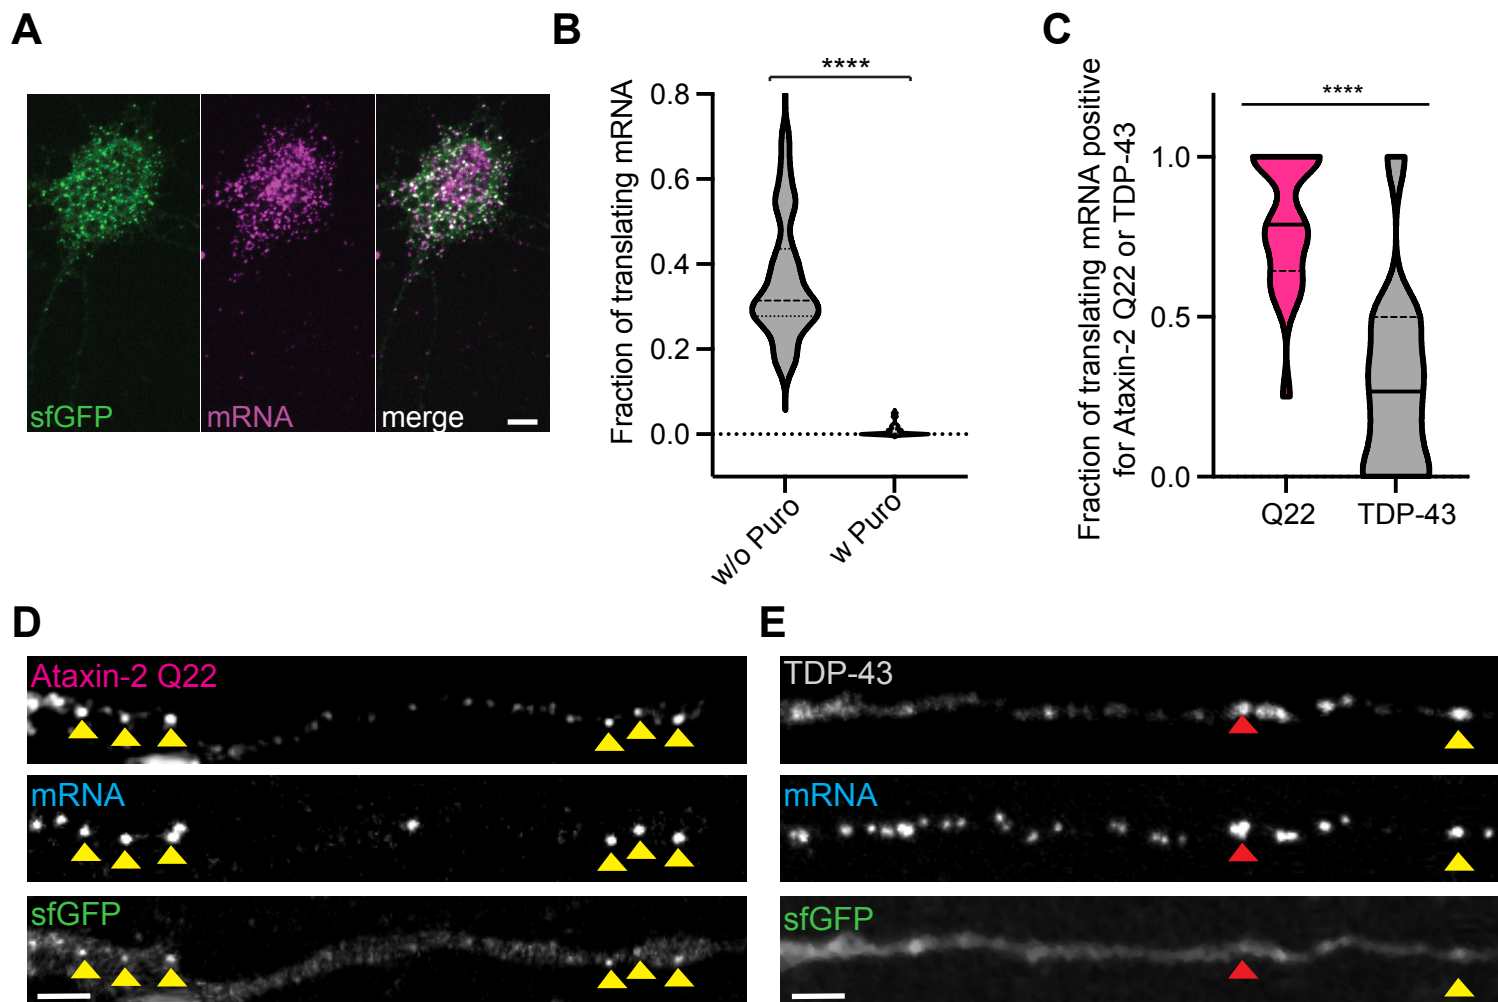 A
sfGFP
mRNA
merge
B
****
Fraction of translating mRNA
0.8
0.6
0.4
0.2
0.0
w/o Puro
w Puro
C
****
Fraction of translating mRNA positive
for Ataxin-2 Q22 or TDP-43
1.0
0.5
0.0
Q22
TDP-43
D
Ataxin-2 Q22
mRNA
sfGFP
E
TDP-43
mRNA
sfGFP